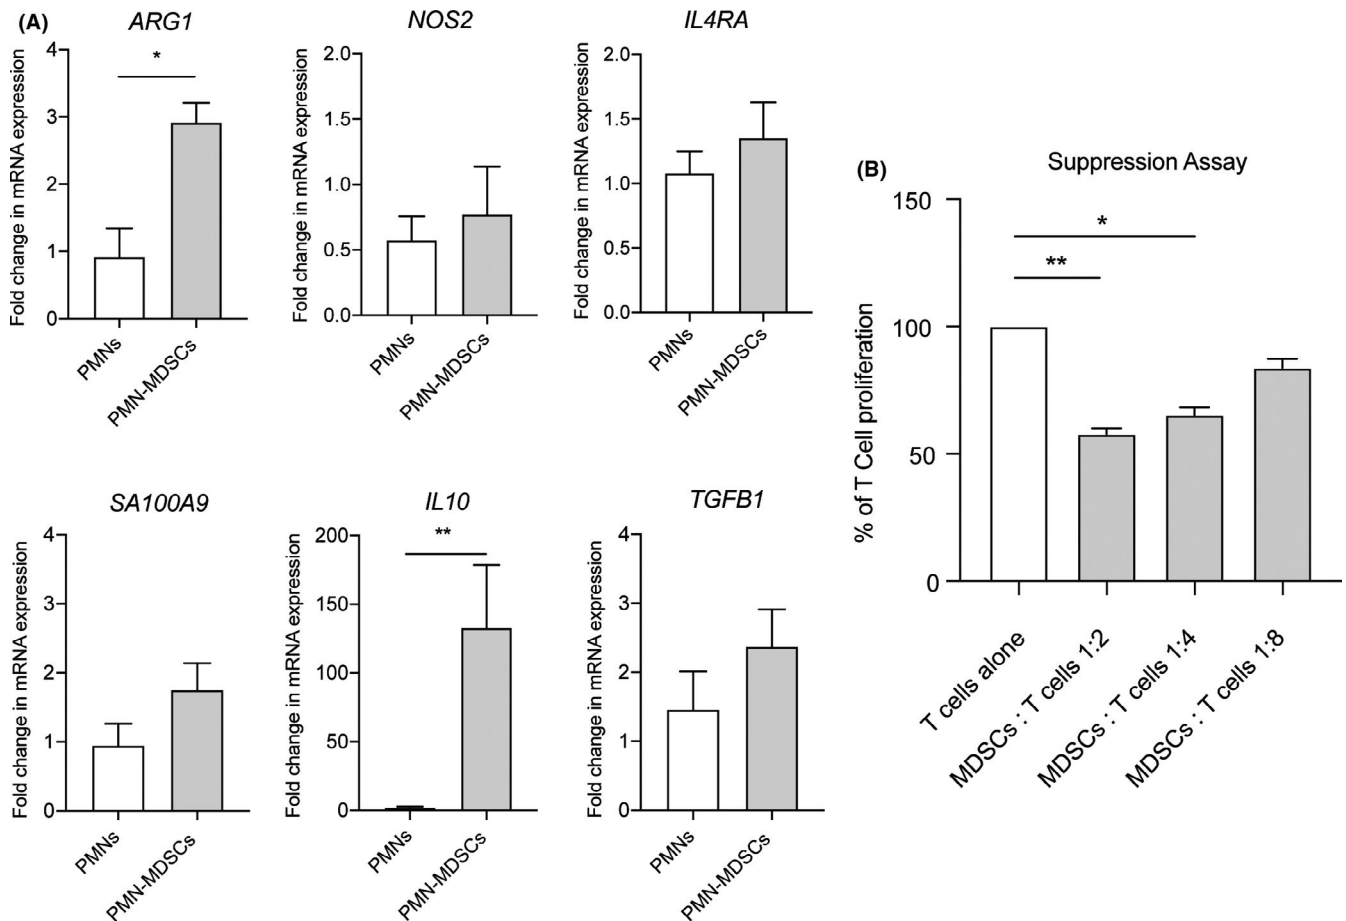 (A)
ARG1
Fold change in mRNA expression
4
3
2
1
0
*
PMNs
PMN-MDSCs
NOS2
Fold change in mRNA expression
2.0
1.5
1.0
0.5
0.0
PMNs
PMN-MDSCs
IL4RA
Fold change in mRNA expression
2.0
1.5
1.0
0.5
0.0
PMNs
PMN-MDSCs
SA100A9
Fold change in mRNA expression
4
3
2
1
0
PMNs
PMN-MDSCs
IL10
Fold change in mRNA expression
200
150
100
50
0
**
PMNs
PMN-MDSCs
TGFB1
Fold change in mRNA expression
4
3
2
1
0
PMNs
PMN-MDSCs
(B)
Suppression Assay
% of T Cell proliferation
150
100
50
0
*
**
T cells alone
MDSCs : T cells 1:2
MDSCs : T cells 1:4
MDSCs : T cells 1:8